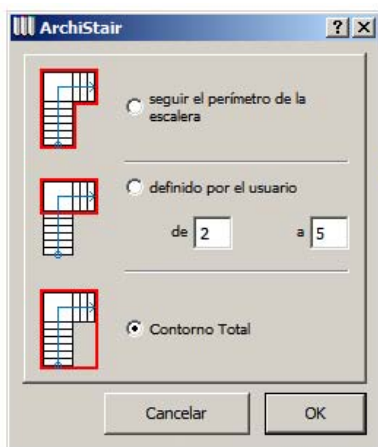 ArchiStair
seguir el perímetro de la
escalera
definido por el usuario
de 2 a 5
Contorno Total
Cancelar OK